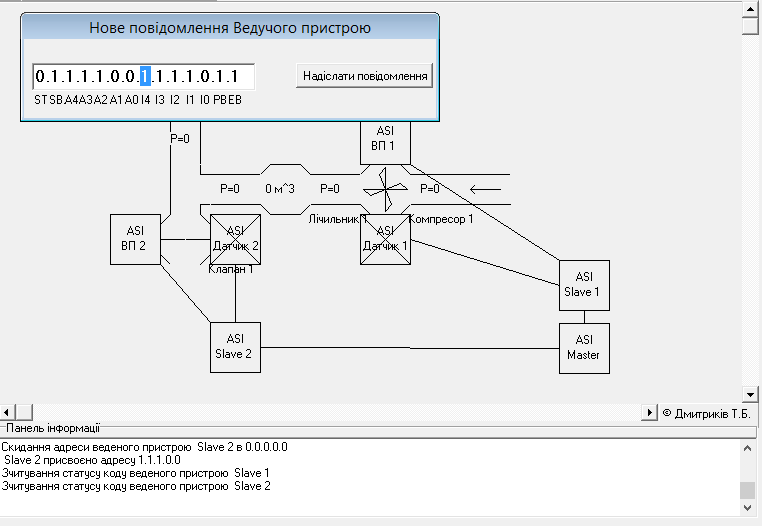 Нове повідомлення Ведучого пристрою
0.1.1.1.1.0.0.1.1.1.1.0.1.1
Надіслати повідомлення
ST SB A4 A3 A2 A1 A0 I4 I3 I2 I1 I0 PB EB
P=0
ASI
ВП 1
P=0
0 м^3
P=0
P=0
Лічильник 1
Компресор 1
ASI
ВП 2
ASI
Датчик 2
ASI
Датчик 1
Клапан 1
ASI
Slave 1
ASI
Slave 2
ASI
Master
© Дмитриків Т.Б.
Панель інформації
Скидання адреси веденого пристрою Slave 2 в 0.0.0.0.0
Slave 2 присвоєно адресу 1.1.1.0.0
Зчитування статусу коду веденого пристрою Slave 1
Зчитування статусу коду веденого пристрою Slave 2